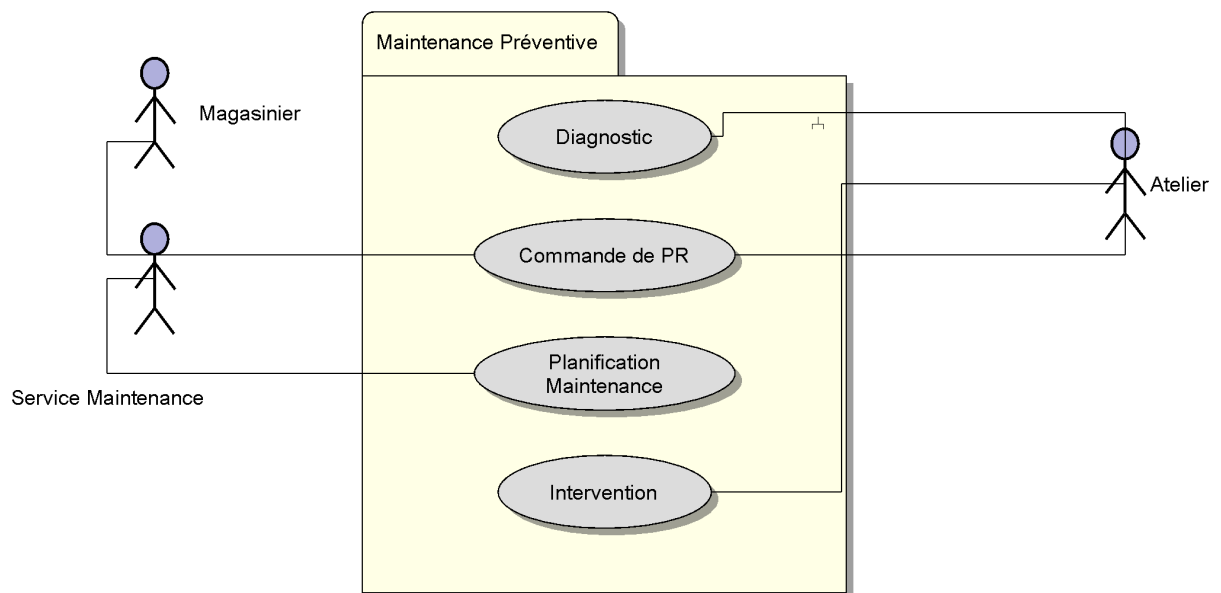 Maintenance Préventive
Magasinier
Diagnostic
Atelier
Commande de PR
Planification
Maintenance
Service Maintenance
Intervention